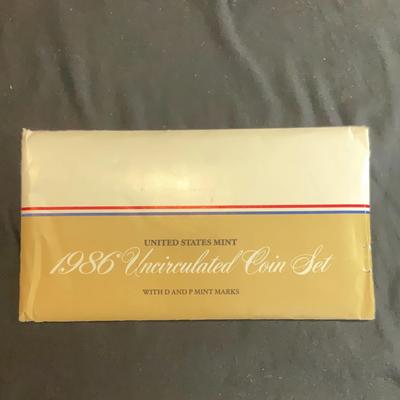 UNITED STATES MINT
1986 Uncirculated Coin Set
WITH D AND P MINT MARKS